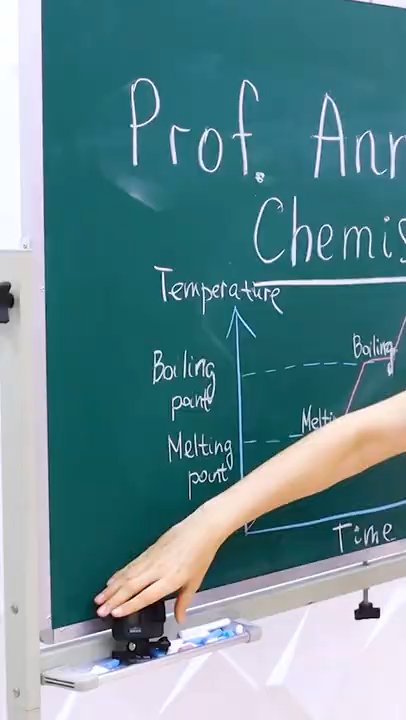 Prof. Ann
Chemis
Temperature
Boiling
point
Boiling
Melti
Melting
point
Time